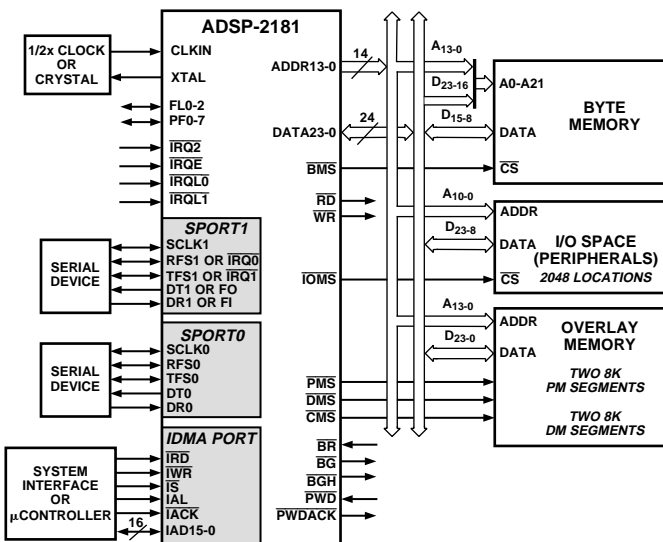 ADSP-2181
1/2x CLOCK
OR
CRYSTAL
CLKIN
XTAL
FL0-2
PF0-7
IRQ2
IRQE
IRQL0
IRQL1
SPORT1
SCLK1
RFS1 OR IRQ0
TFS1 OR IRQ1
DT1 OR FO
DR1 OR FI
SERIAL
DEVICE
SPORT0
SCLK0
RFS0
TFS0
DT0
DR0
SERIAL
DEVICE
IDMA PORT
IRD
IWR
IS
IAL
IACK
IAD15-0
16
SYSTEM
INTERFACE
OR
µCONTROLLER
ADDR13-0
14
DATA23-0
24
BMS
RD
WR
IOMS
PMS
DMS
CMS
BR
BG
BGH
PWD
PWDACK
A13-0
D23-16
D15-8
A0-A21
BYTE
MEMORY
DATA
CS
A10-0
D23-8
ADDR
DATA
I/O SPACE
(PERIPHERALS)
2048 LOCATIONS
CS
A13-0
D23-0
ADDR
DATA
OVERLAY
MEMORY
TWO 8K
PM SEGMENTS
TWO 8K
DM SEGMENTS